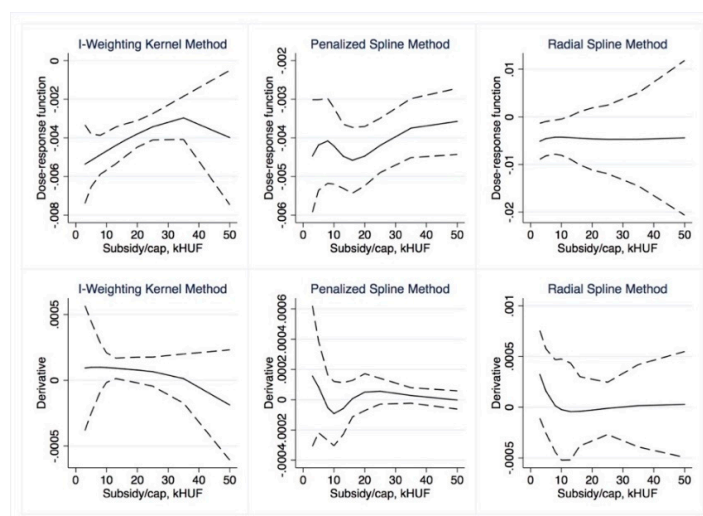 I-Weighting Kernel Method
Penalized Spline Method
Radial Spline Method
Dose-response function
0
-.002
-.004
-.006
-.008
0 10 20 30 40 50
Subsidy/cap, kHUF
Dose-response function
-.002
-.003
-.004
-.005
-.006
0 10 20 30 40 50
Subsidy/cap, kHUF
Dose-response function
.01
0
-.01
-.02
0 10 20 30 40 50
Subsidy/cap, kHUF
I-Weighting Kernel Method
Penalized Spline Method
Radial Spline Method
Derivative
.0005
0
-.0005
0 10 20 30 40 50
Subsidy/cap, kHUF
Derivative
-.0004-.0002 0 .0002 .0004 .0006
0 10 20 30 40 50
Subsidy/cap, kHUF
Derivative
.001
.0005
0
-.0005
0 10 20 30 40 50
Subsidy/cap, kHUF